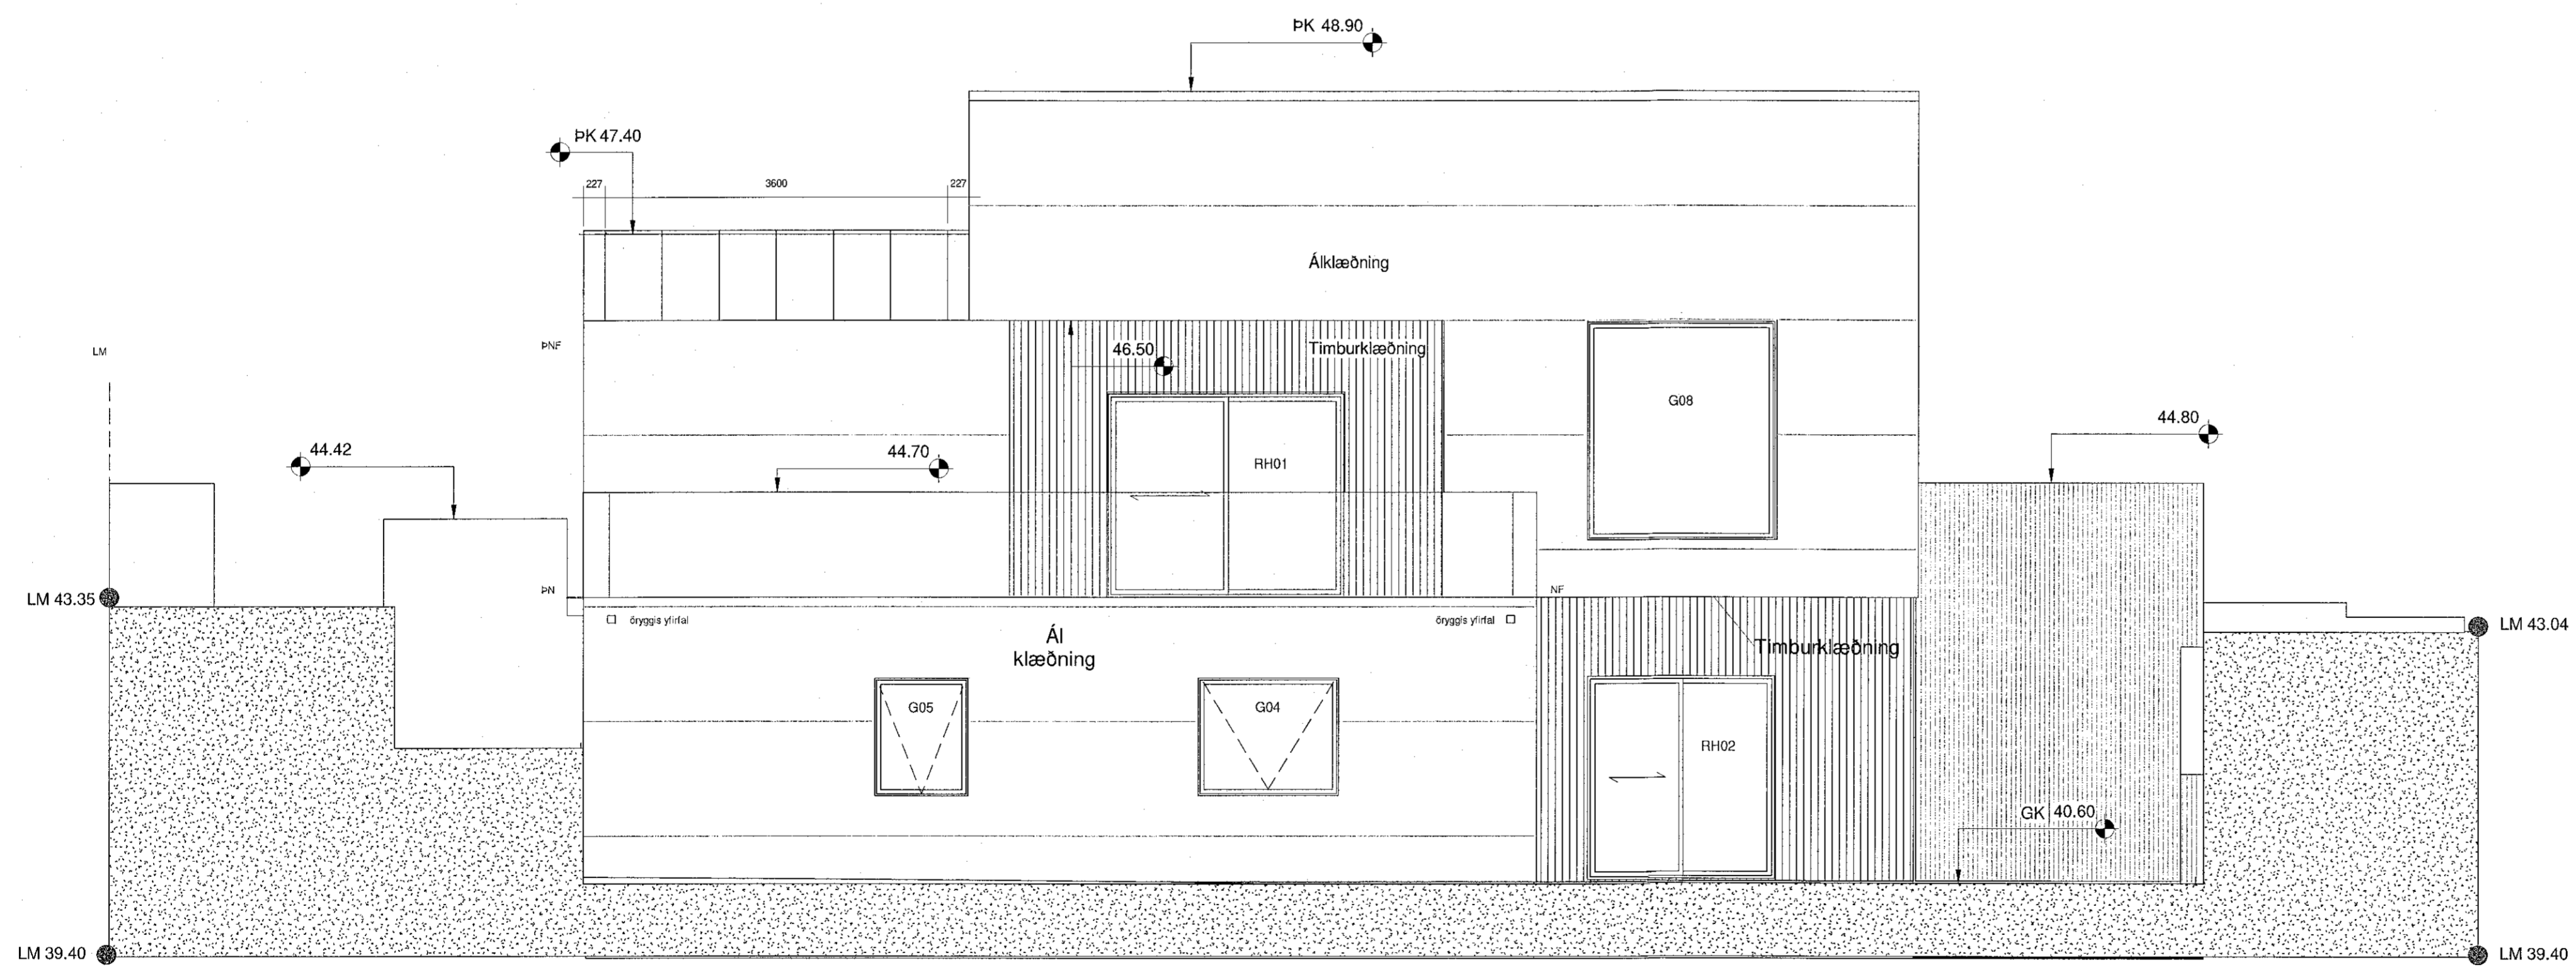 ÞK 48.90
ÞK 47.40
227
3600
227
Álklæðning
LM
ÞNF
46.50
Timburklæðning
G08
44.42
44.70
RH01
44.80
LM 43.35
ÞN
NF
öryggis yfirfal
öryggis yfirfal
Ál
klæðning
Timburklæðning
LM 43.04
G05
G04
RH02
GK 40.60
LM 39.40
LM 39.40